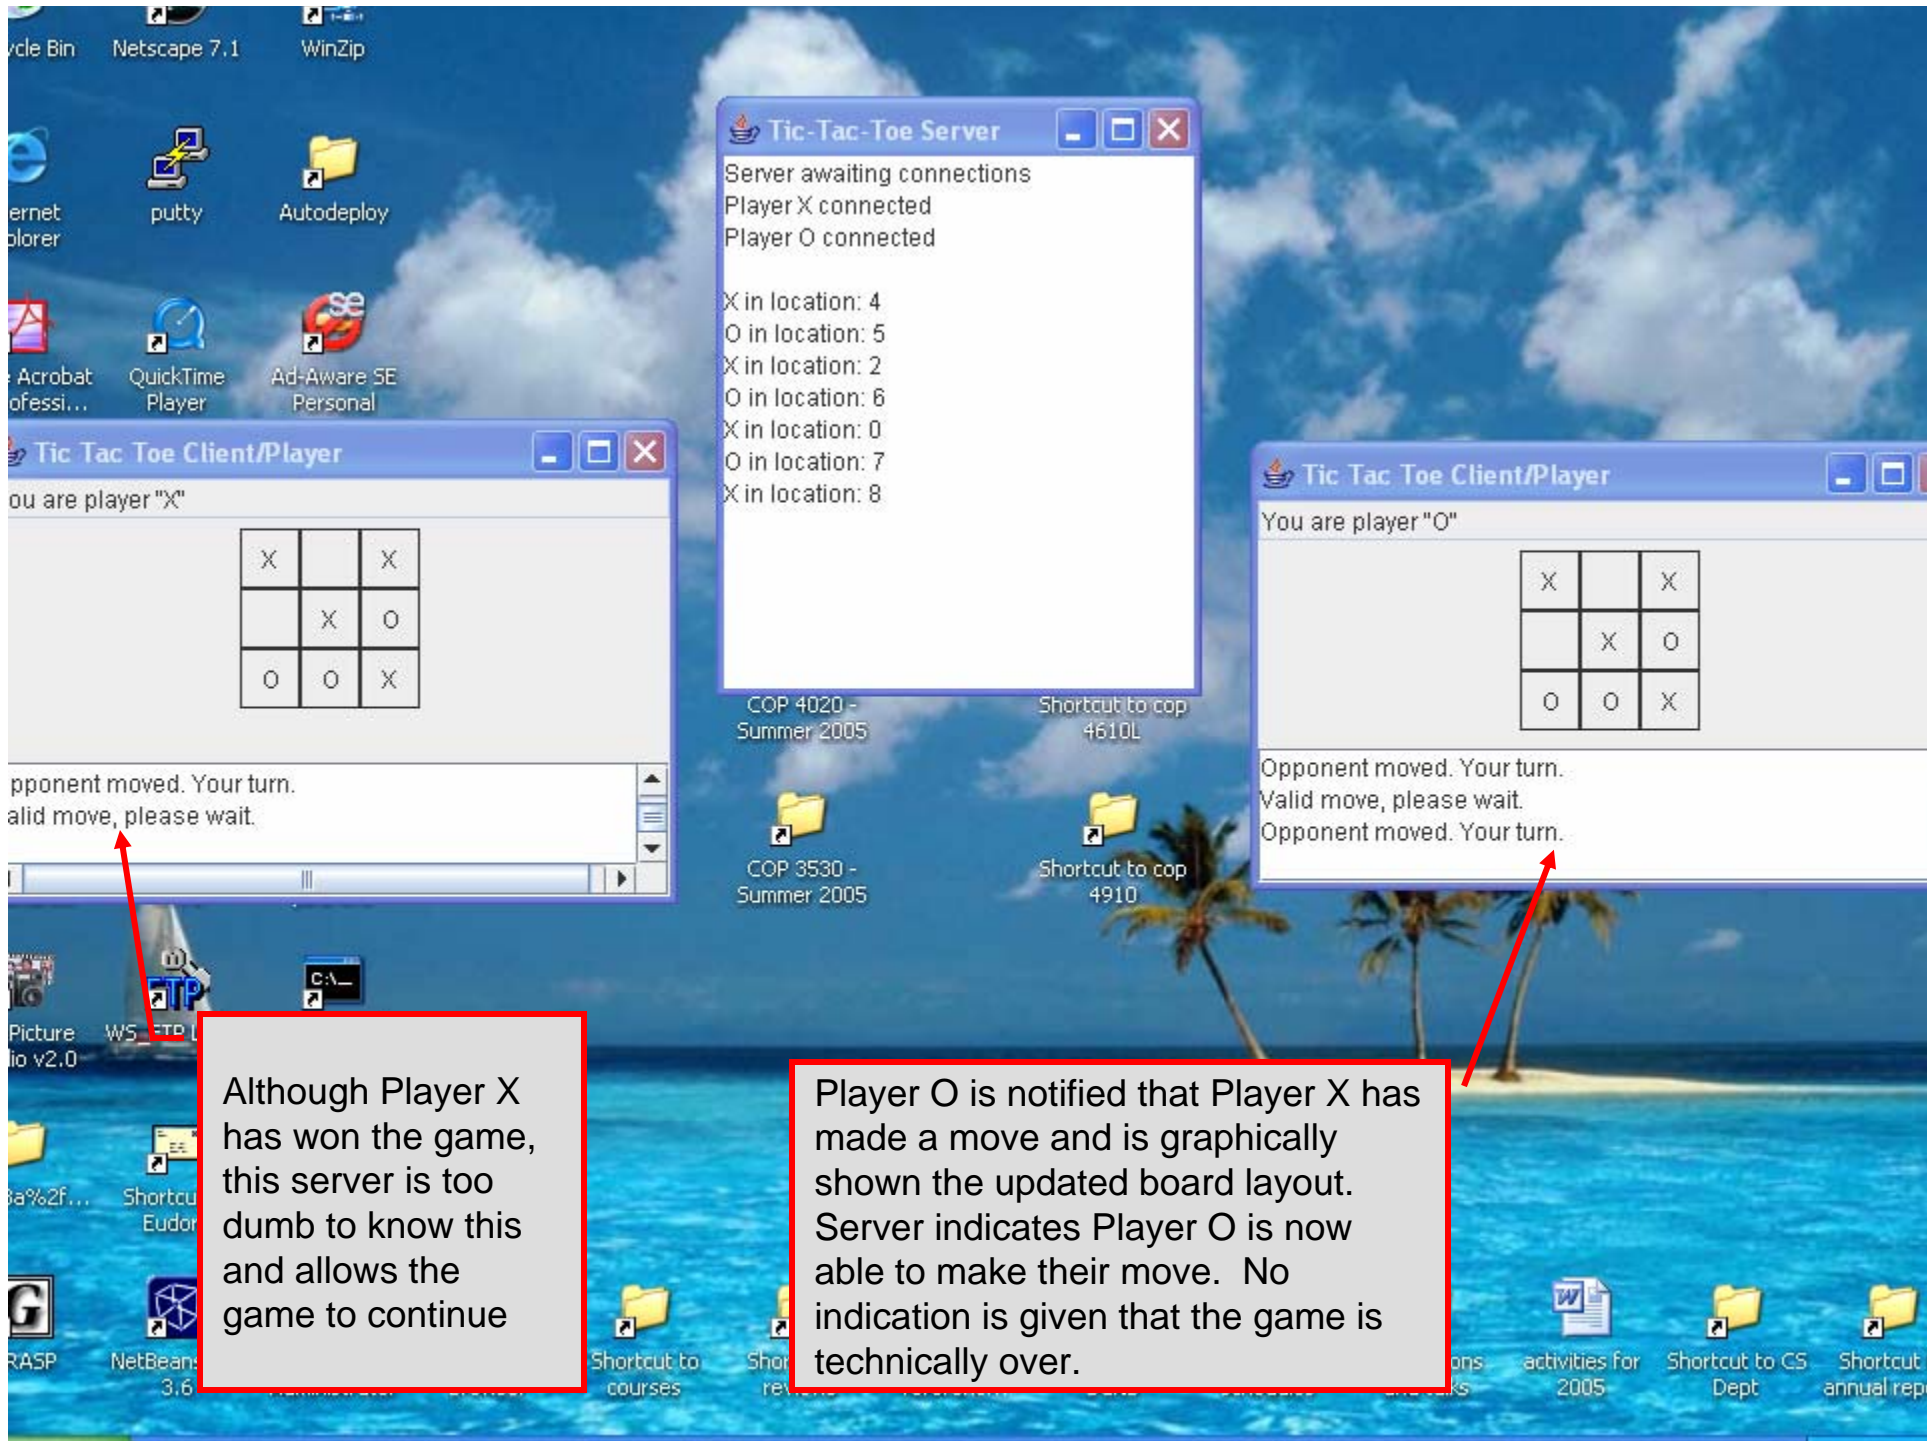 Netscape 7.1
WinZip
putty
Autodeploy
QuickTime
Player
Ad-Aware SE
Personal
Acrobat
Tic-Tac-Toe Server
Server awaiting connections
Player X connected
Player O connected
X in location: 4
O in location: 5
X in location: 2
O in location: 6
X in location: 0
O in location: 7
X in location: 8
Tic Tac Toe Client/Player
ou are player "X"
X X
X O
O O X
pponent moved. Your turn.
alid move, please wait.
Tic Tac Toe Client/Player
You are player "O"
X X
X O
O O X
Opponent moved. Your turn.
Valid move, please wait.
Opponent moved. Your turn.
COP 4020 -
Summer 2005
Shortcut to cop
4610L
COP 3530 -
Summer 2005
Shortcut to cop
4910
C:\_
Picture
Although Player X
has won the game,
this server is too
dumb to know this
and allows the
game to continue
Player O is notified that Player X has
made a move and is graphically
shown the updated board layout.
Server indicates Player O is now
able to make their move. No
indication is given that the game is
technically over.
NetBeans
3.6
Shortcut to
courses
activities for
2005
Shortcut to CS
Dept
Shortcut
annual rep